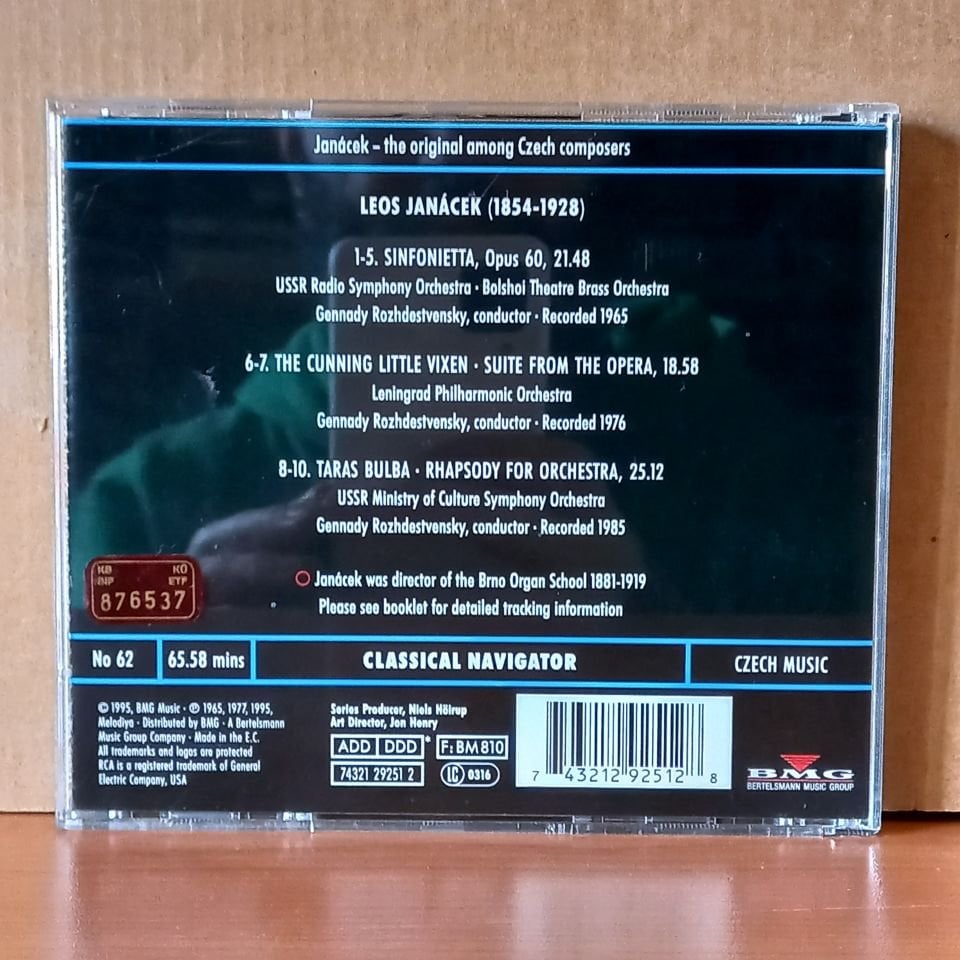 Janácek – the original among Czech composers
LEOS JANÁCEK (1854-1928)
1-5. SINFONIETTA, Opus 60, 21.48
USSR Radio Symphony Orchestra · Bolshoi Theatre Brass Orchestra
Gennady Rozhdestvensky, conductor · Recorded 1965
6-7. THE CUNNING LITTLE VIXEN · SUITE FROM THE OPERA, 18.58
Leningrad Philharmonic Orchestra
Gennady Rozhdestvensky, conductor · Recorded 1976
8-10. TARAS BULBA · RHAPSODY FOR ORCHESTRA, 25.12
USSR Ministry of Culture Symphony Orchestra
Gennady Rozhdestvensky, conductor · Recorded 1985
Janácek was director of the Brno Organ School 1881-1919
Please see booklet for detailed tracking information
KÖ
ETF
876537
No 62
65.58 mins
CLASSICAL NAVIGATOR
CZECH MUSIC
© 1995, BMG Music · ℗ 1965, 1977, 1995,
Melodiya · Distributed by BMG · A Bertelsmann
Music Group Company · Made in the E.C.
All trademarks and logos are protected
RCA is a registered trademark of General
Electric Company, USA
Series Producer, Niels Höirup
Art Director, Jon Henry
ADD DDD * F: BM 810
74321 29251 2 LC 0316
7 43212 92512 8
BMG
BERTELSMANN MUSIC GROUP